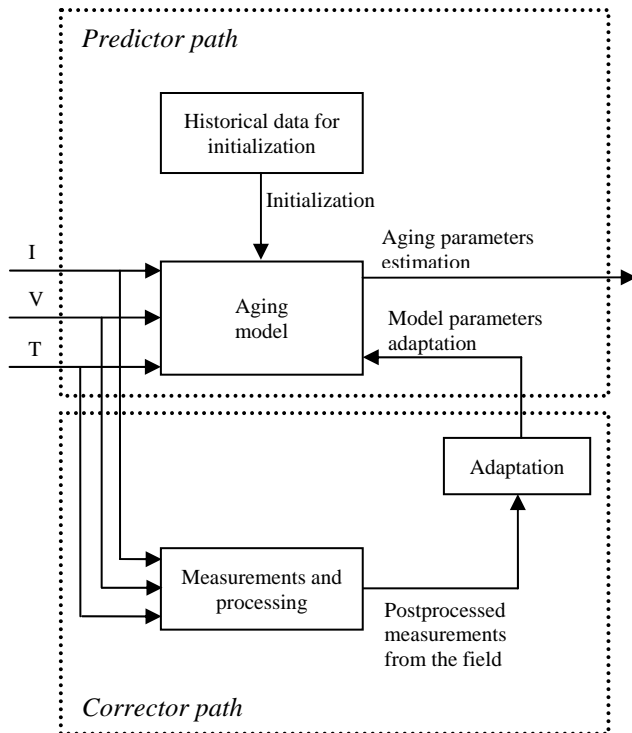 Predictor path
Historical data for
initialization
Initialization
Aging parameters
estimation
I
V
T
Aging
model
Model parameters
adaptation
Adaptation
Measurements and
processing
Postprocessed
measurements
from the field
Corrector path